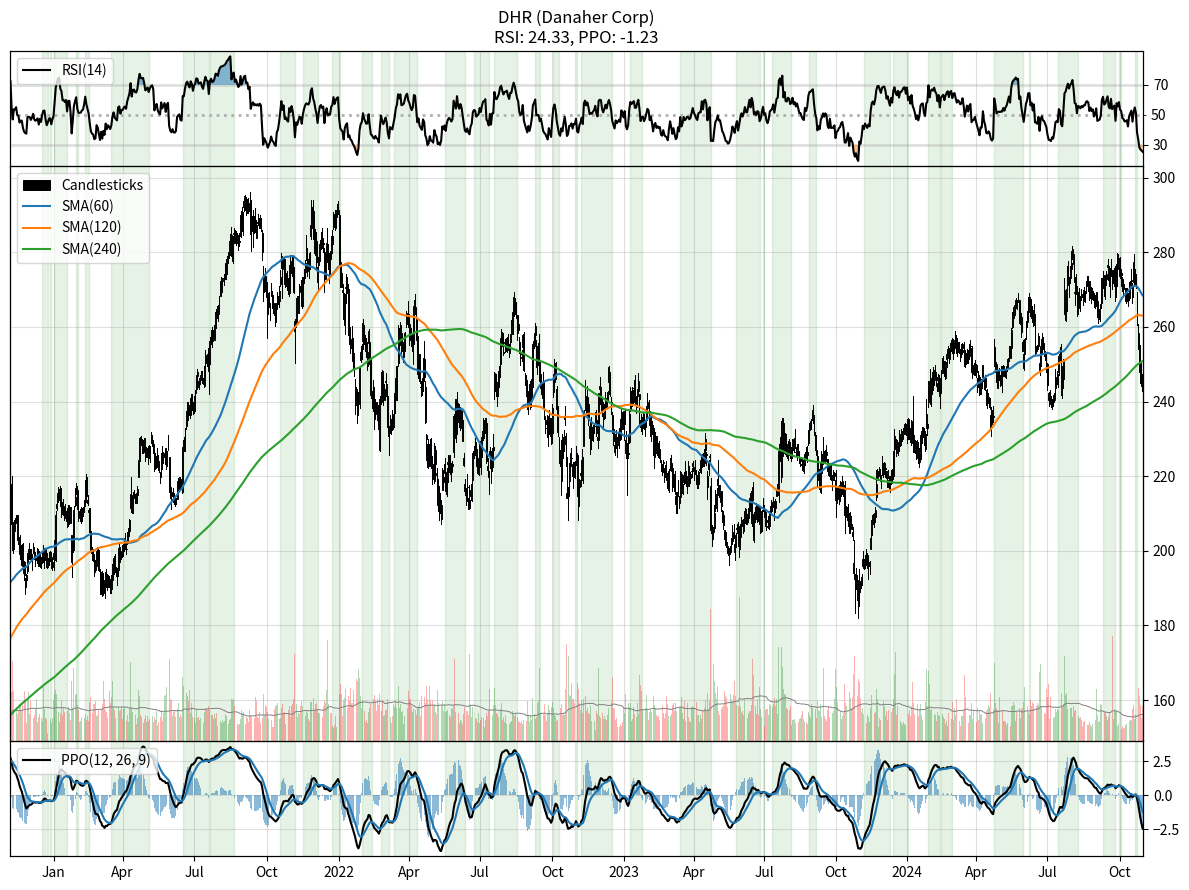 DHR (Danaher Corp)
RSI: 24.33, PPO: -1.23
RSI(14)
70
50
30
Candlesticks
SMA(60)
SMA(120)
SMA(240)
300
280
260
240
220
200
180
160
PPO(12, 26, 9)
2.5
0.0
−2.5
Jan Apr Jul Oct 2022 Apr Jul Oct 2023 Apr Jul Oct 2024 Apr Jul Oct